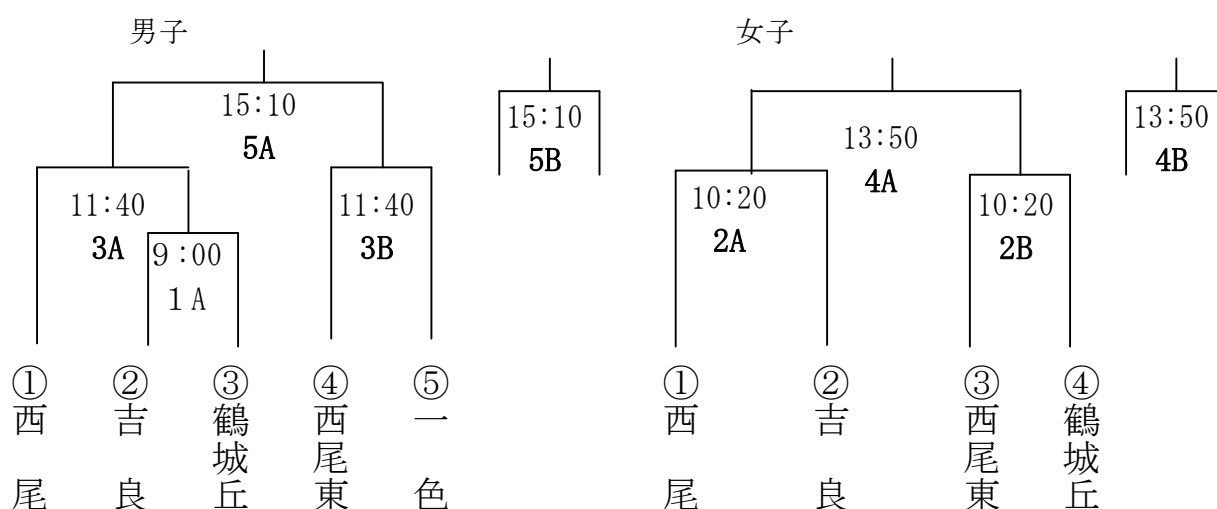 男子
女子
15:10
5A
15:10
5B
13:50
4A
13:50
4B
11:40
3A
11:40
3B
10:20
2A
10:20
2B
９:00
１A
①西尾
②吉良
③鶴城丘
④西尾東
⑤一色
①西尾
②吉良
③西尾東
④鶴城丘